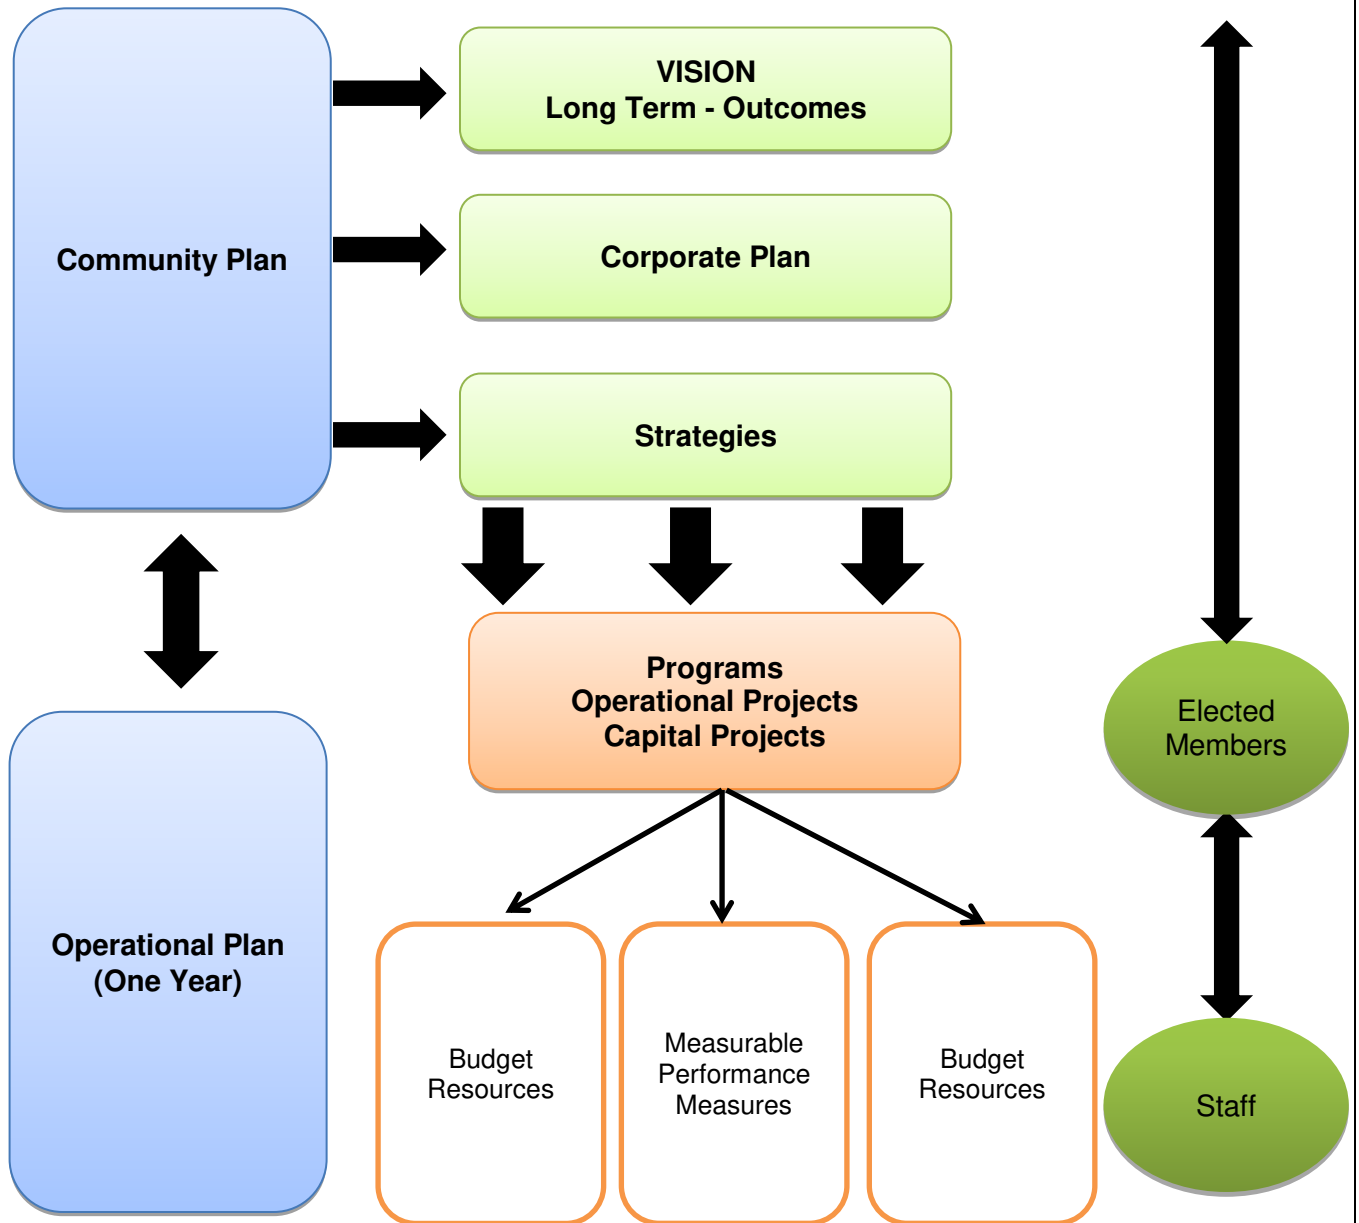 VISION
Long Term - Outcomes
Community Plan
Corporate Plan
Strategies
Programs
Operational Projects
Capital Projects
Elected
Members
Operational Plan
(One Year)
Budget
Resources
Measurable
Performance
Measures
Budget
Resources
Staff